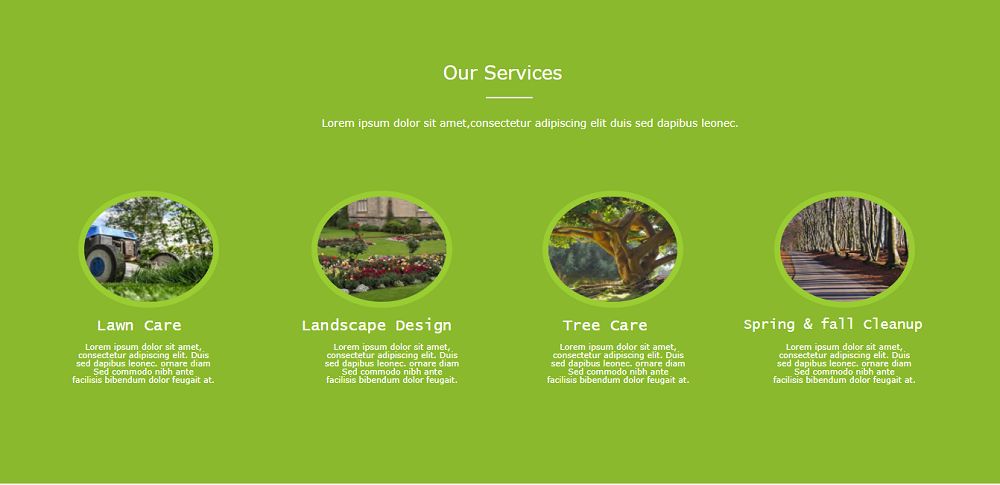 Our Services
Lorem ipsum dolor sit amet,consectetur adipiscing elit duis sed dapibus leonec.
Lawn Care
Lorem ipsum dolor sit amet,
consectetur adipiscing elit. Duis
sed dapibus leonec. ornare diam
Sed commodo nibh ante
facilisis bibendum dolor feugait at.
Landscape Design
Lorem ipsum dolor sit amet,
consectetur adipiscing elit. Duis
sed dapibus leonec. ornare diam
Sed commodo nibh ante
facilisis bibendum dolor feugait at.
Tree Care
Lorem ipsum dolor sit amet,
consectetur adipiscing elit. Duis
sed dapibus leonec. ornare diam
Sed commodo nibh ante
facilisis bibendum dolor feugait at.
Spring & fall Cleanup
Lorem ipsum dolor sit amet,
consectetur adipiscing elit. Duis
sed dapibus leonec. ornare diam
Sed commodo nibh ante
facilisis bibendum dolor feugait at.